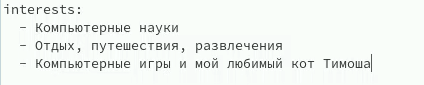 interests:
  - Компьютерные науки
  - Отдых, путешествия, развлечения
  - Компьютерные игры и мой любимый кот Тимоша